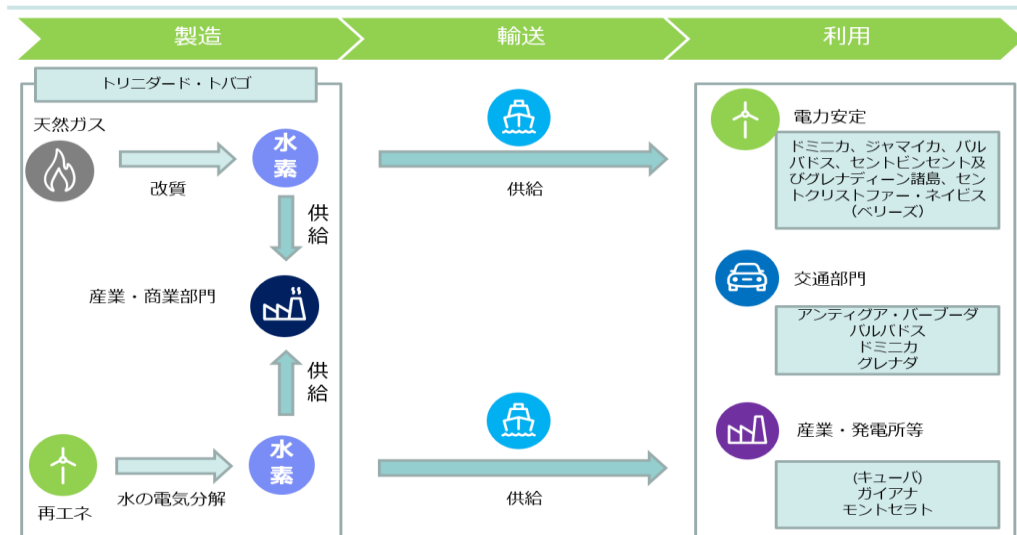 製造
輸送
利用
トリニダード・トバゴ
天然ガス
改質
水
素
供
給
産業・商業部門
供
給
再エネ
水の電気分解
水
素
供給
供給
電力安定
ドミニカ、ジャマイカ、バル
バドス、セントビンセント及
びグレナディーン諸島、セン
トクリストファー・ネイビス
(ベリーズ)
交通部門
アンティグア・バーブーダ
バルバドス
ドミニカ
グレナダ
産業・発電所等
(キューバ)
ガイアナ
モントセラト